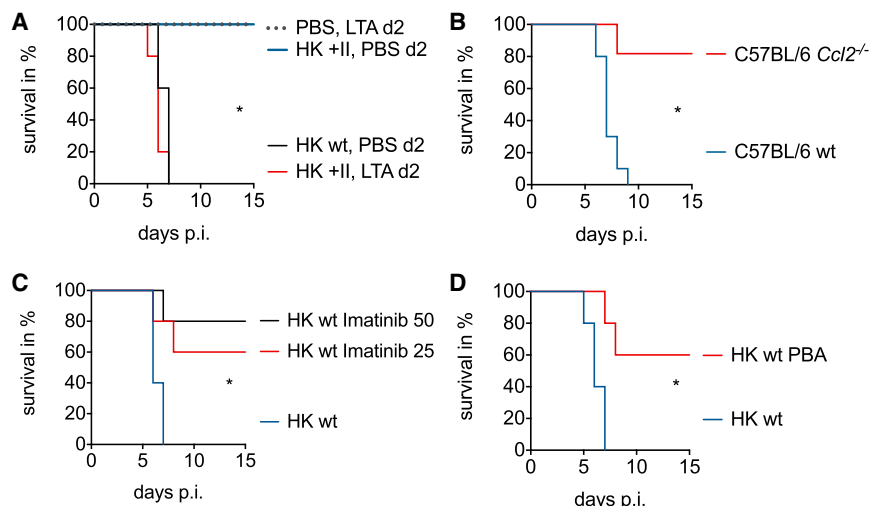 A
survival in %
100
80
60
40
20
0
0 5 10 15
days p.i.
PBS, LTA d2
HK +II, PBS d2
*
HK wt, PBS d2
HK +II, LTA d2
B
survival in %
100
80
60
40
20
0
0 5 10 15
days p.i.
C57BL/6 Ccl2-/-
*
C57BL/6 wt
C
survival in %
100
80
60
40
20
0
0 5 10 15
days p.i.
HK wt Imatinib 50
HK wt Imatinib 25
*
HK wt
D
survival in %
100
80
60
40
20
0
0 5 10 15
days p.i.
HK wt PBA
*
HK wt